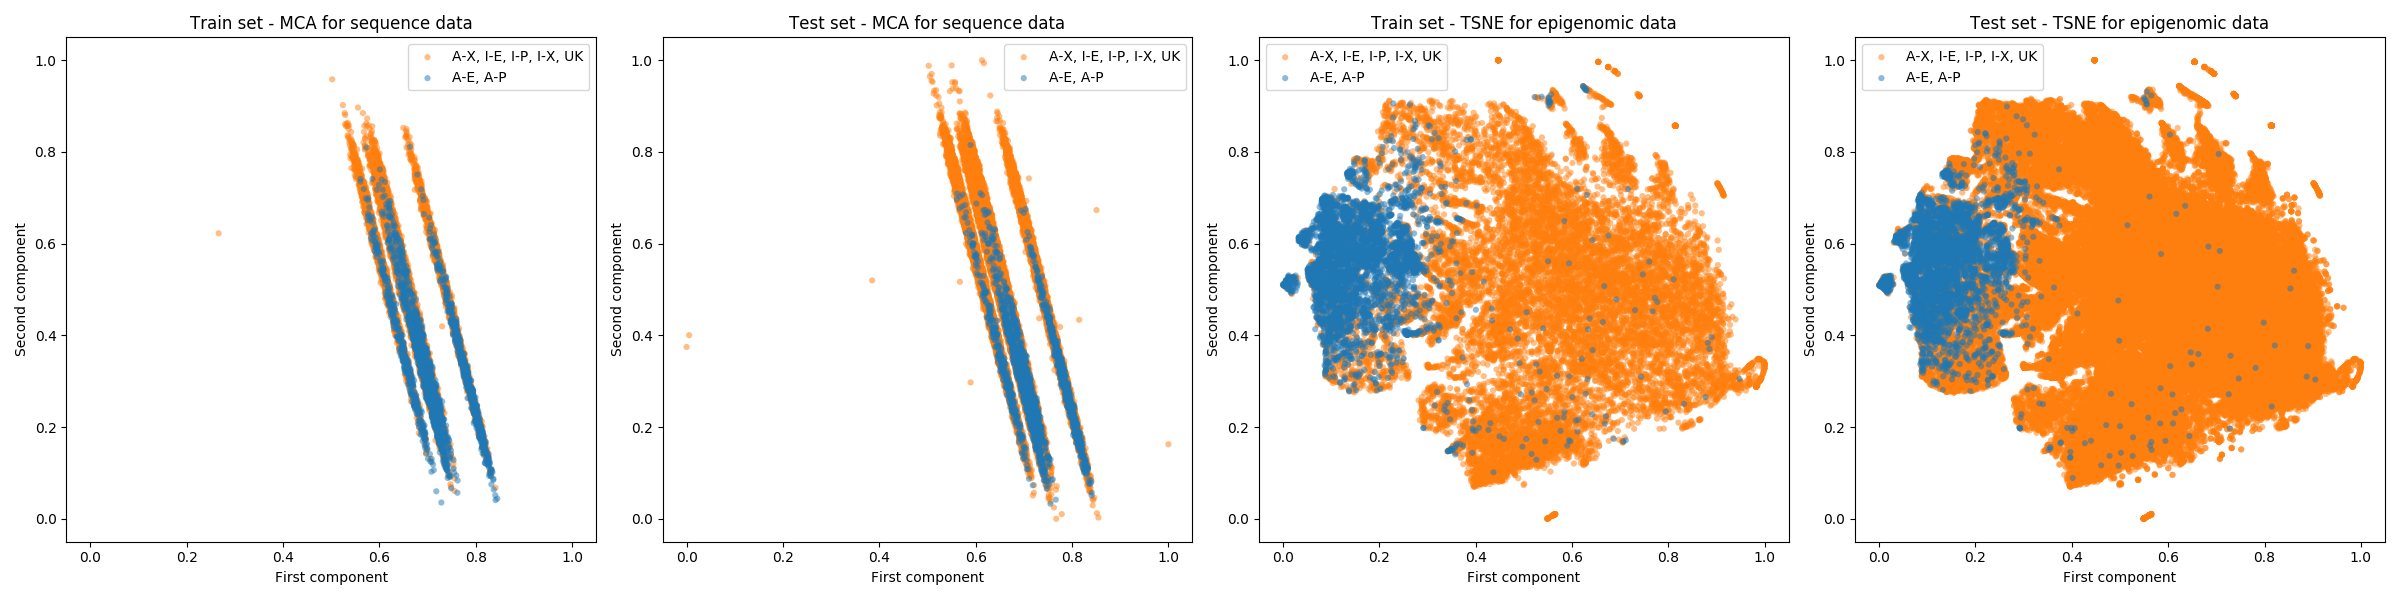 Train set - MCA for sequence data
1.0
0.8
0.6
0.4
0.2
0.0
Second component
0.0 0.2 0.4 0.6 0.8 1.0
First component
A-X, I-E, I-P, I-X, UK
A-E, A-P
Test set - MCA for sequence data
1.0
0.8
0.6
0.4
0.2
0.0
Second component
0.0 0.2 0.4 0.6 0.8 1.0
First component
A-X, I-E, I-P, I-X, UK
A-E, A-P
Train set - TSNE for epigenomic data
1.0
0.8
0.6
0.4
0.2
0.0
Second component
0.0 0.2 0.4 0.6 0.8 1.0
First component
A-X, I-E, I-P, I-X, UK
A-E, A-P
Test set - TSNE for epigenomic data
1.0
0.8
0.6
0.4
0.2
0.0
Second component
0.0 0.2 0.4 0.6 0.8 1.0
First component
A-X, I-E, I-P, I-X, UK
A-E, A-P